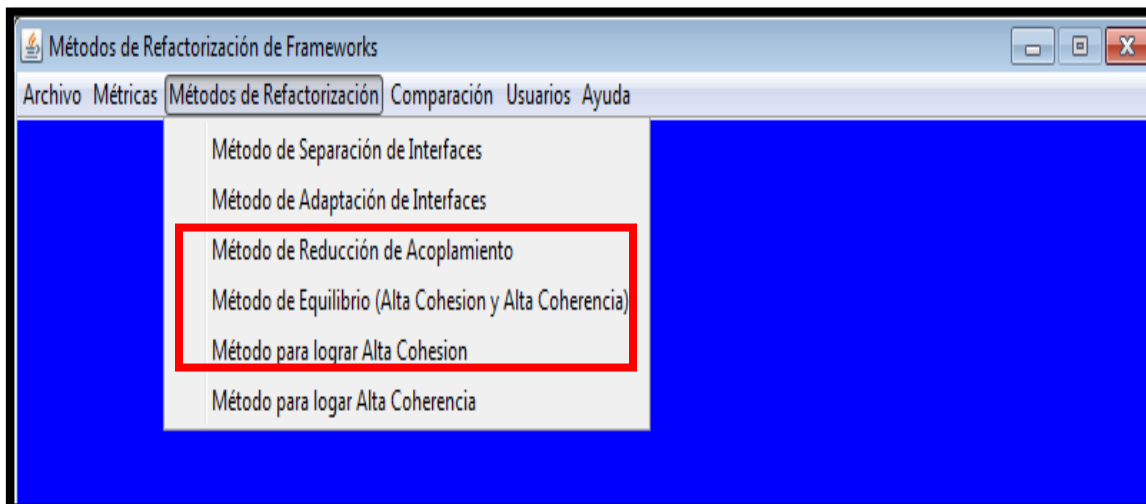 Métodos de Refactorización de Frameworks
Archivo Métricas Métodos de Refactorización Comparación Usuarios Ayuda
Método de Separación de Interfaces
Método de Adaptación de Interfaces
Método de Reducción de Acoplamiento
Método de Equilibrio (Alta Cohesion y Alta Coherencia)
Método para lograr Alta Cohesion
Método para logar Alta Coherencia